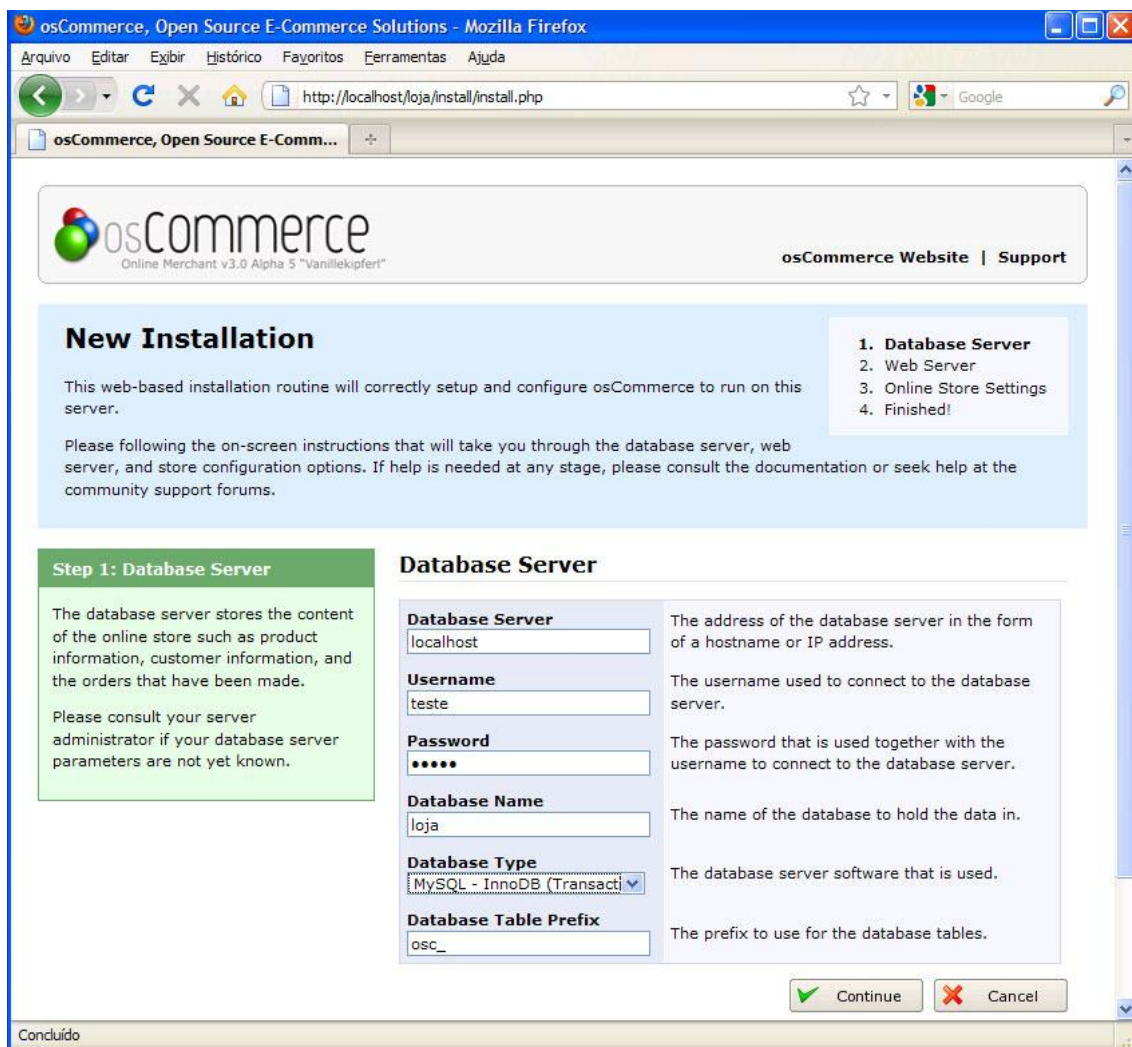 osCommerce, Open Source E-Commerce Solutions - Mozilla Firefox
Arquivo Editar Exibir Histórico Favoritos Ferramentas Ajuda
http://localhost/loja/install/install.php
Google
osCommerce, Open Source E-Comm...
osCommerce
Online Merchant v3.0 Alpha 5 "Vanillekipferl"
osCommerce Website | Support
New Installation
This web-based installation routine will correctly setup and configure osCommerce to run on this
server.
Please following the on-screen instructions that will take you through the database server, web
server, and store configuration options. If help is needed at any stage, please consult the documentation or seek help at the
community support forums.
1. Database Server
2. Web Server
3. Online Store Settings
4. Finished!
Step 1: Database Server
The database server stores the content
of the online store such as product
information, customer information, and
the orders that have been made.
Please consult your server
administrator if your database server
parameters are not yet known.
Database Server
Database Server
localhost
The address of the database server in the form
of a hostname or IP address.
Username
teste
The username used to connect to the database
server.
Password
•••••
The password that is used together with the
username to connect to the database server.
Database Name
loja
The name of the database to hold the data in.
Database Type
MySQL - InnoDB (Transacti
The database server software that is used.
Database Table Prefix
osc_
The prefix to use for the database tables.
Continue
Cancel
Concluído